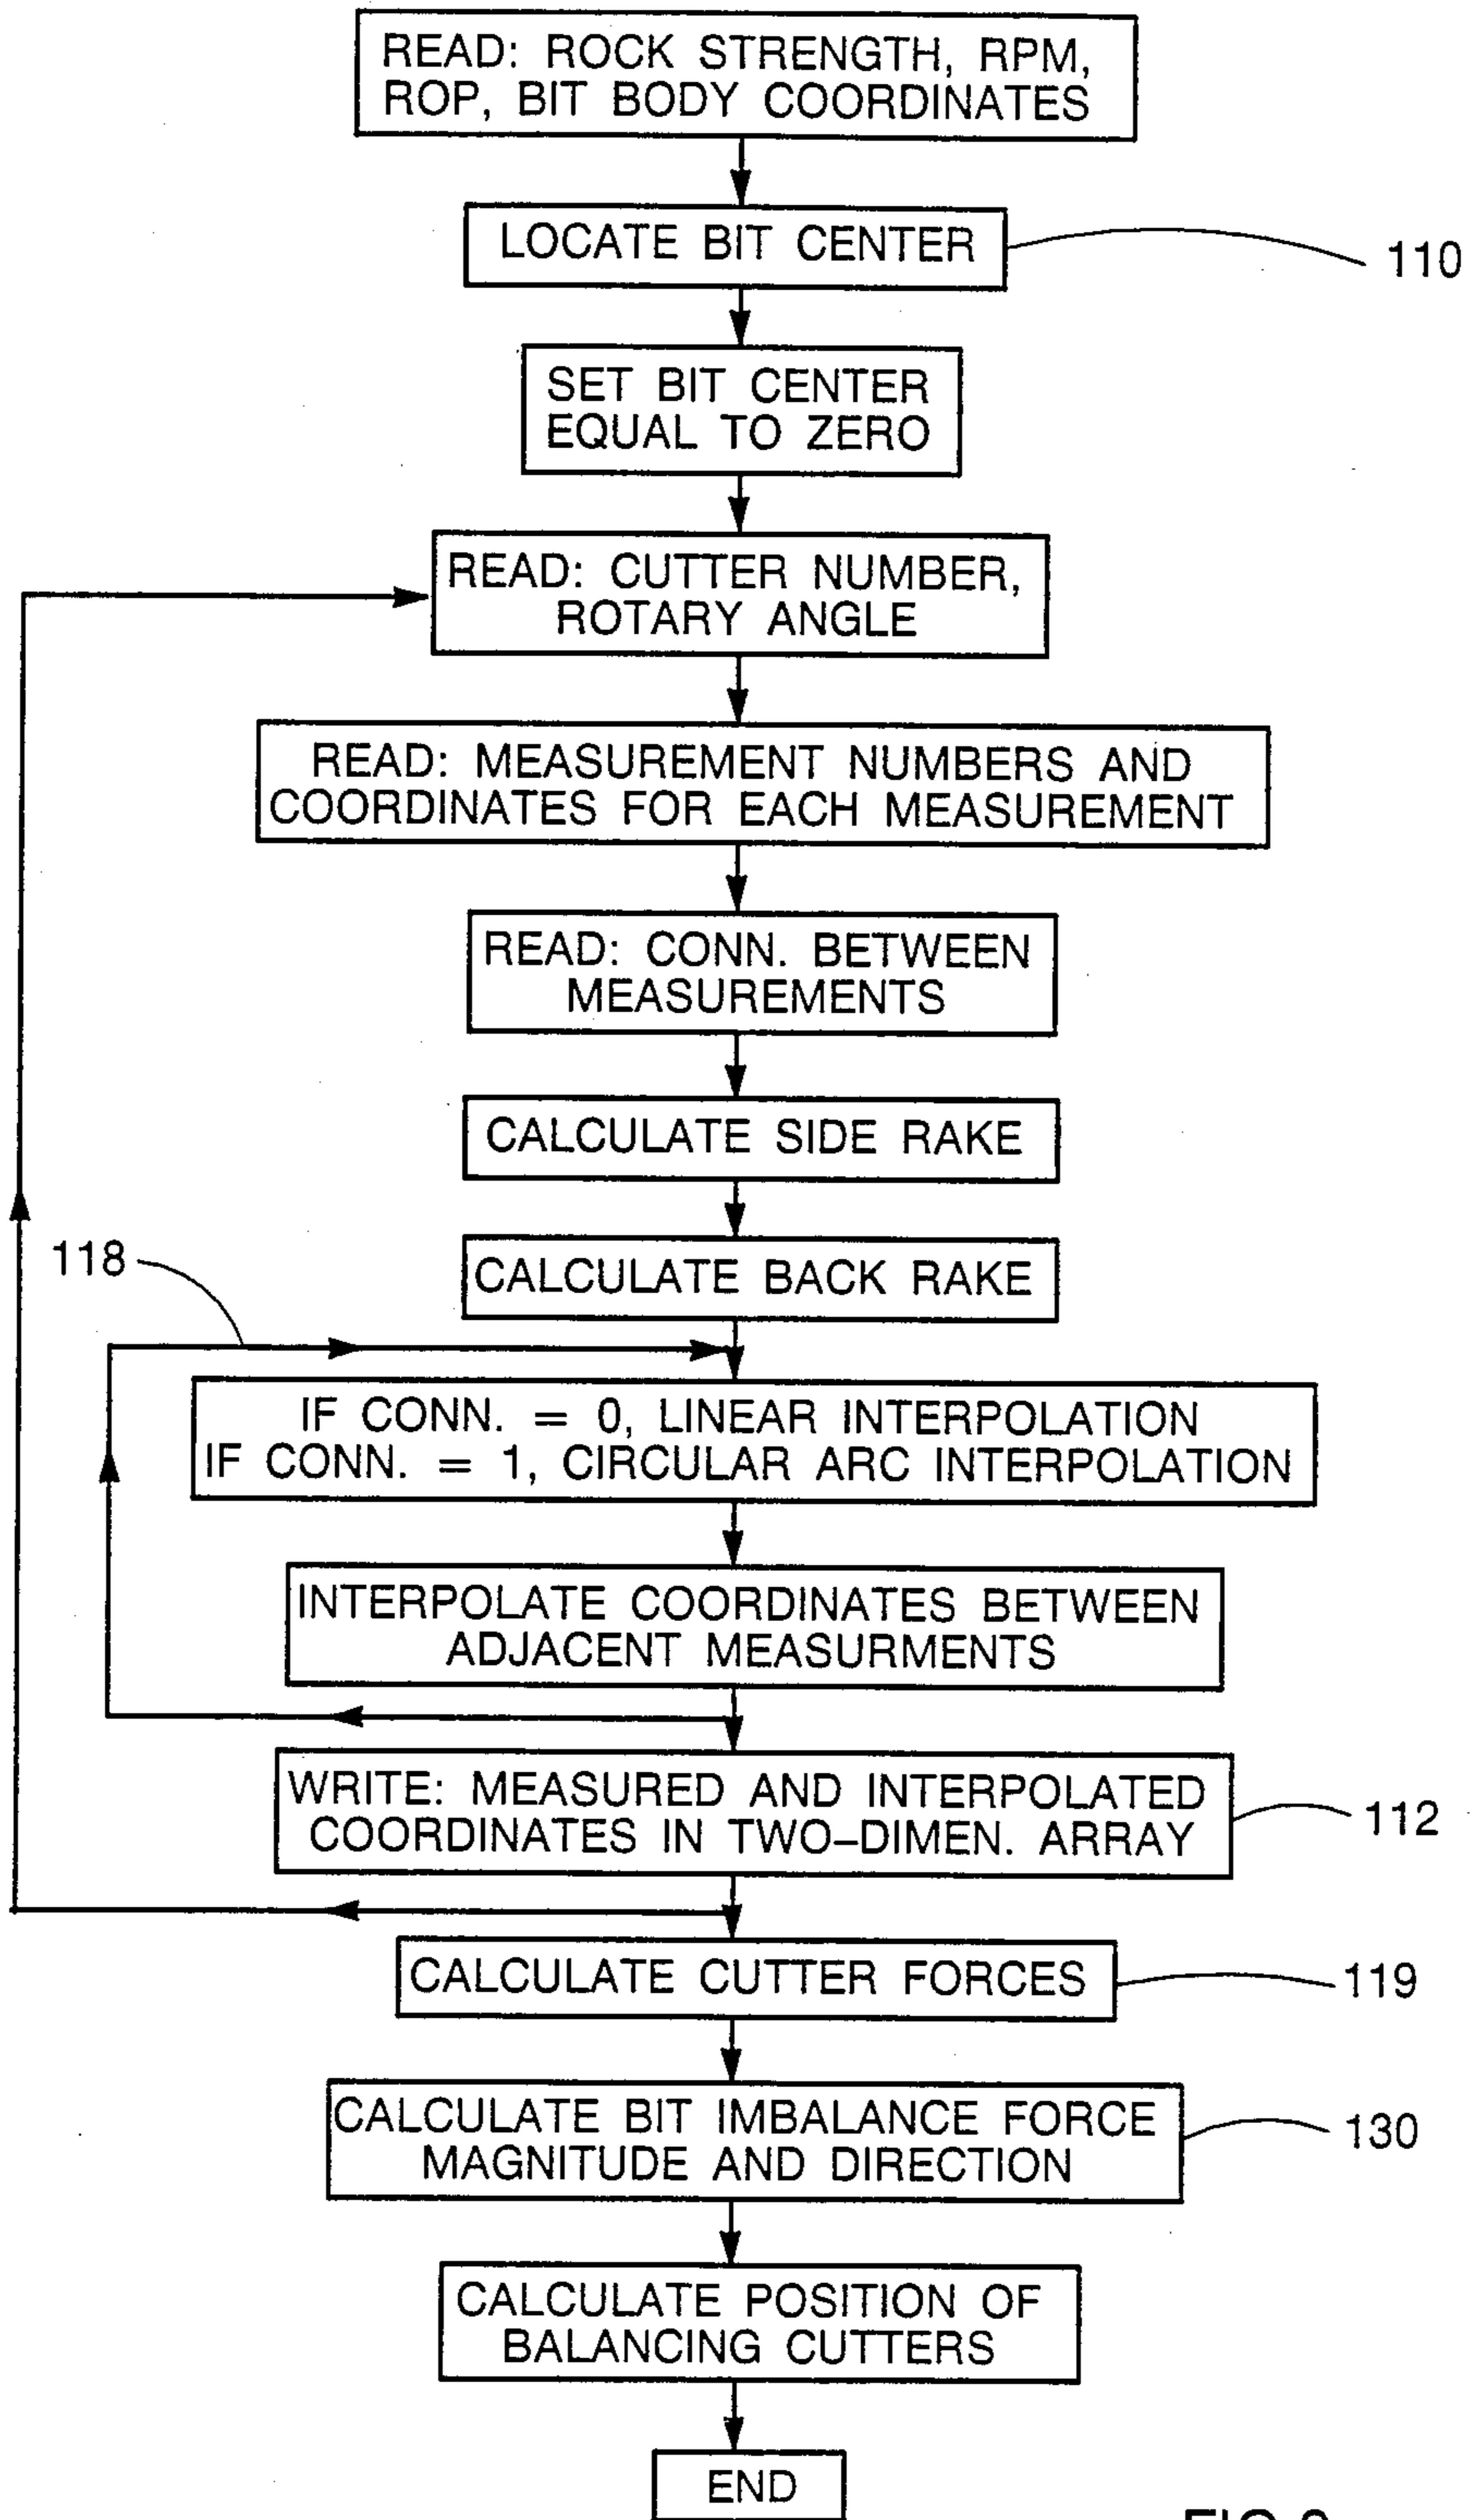 READ: ROCK STRENGTH, RPM,
ROP, BIT BODY COORDINATES
LOCATE BIT CENTER
110
SET BIT CENTER
EQUAL TO ZERO
READ: CUTTER NUMBER,
ROTARY ANGLE
READ: MEASUREMENT NUMBERS AND
COORDINATES FOR EACH MEASUREMENT
READ: CONN. BETWEEN
MEASUREMENTS
CALCULATE SIDE RAKE
118
CALCULATE BACK RAKE
IF CONN. = 0, LINEAR INTERPOLATION
IF CONN. = 1, CIRCULAR ARC INTERPOLATION
INTERPOLATE COORDINATES BETWEEN
ADJACENT MEASURMENTS
WRITE: MEASURED AND INTERPOLATED
COORDINATES IN TWO-DIMEN. ARRAY
112
CALCULATE CUTTER FORCES
119
CALCULATE BIT IMBALANCE FORCE
MAGNITUDE AND DIRECTION
130
CALCULATE POSITION OF
BALANCING CUTTERS
END